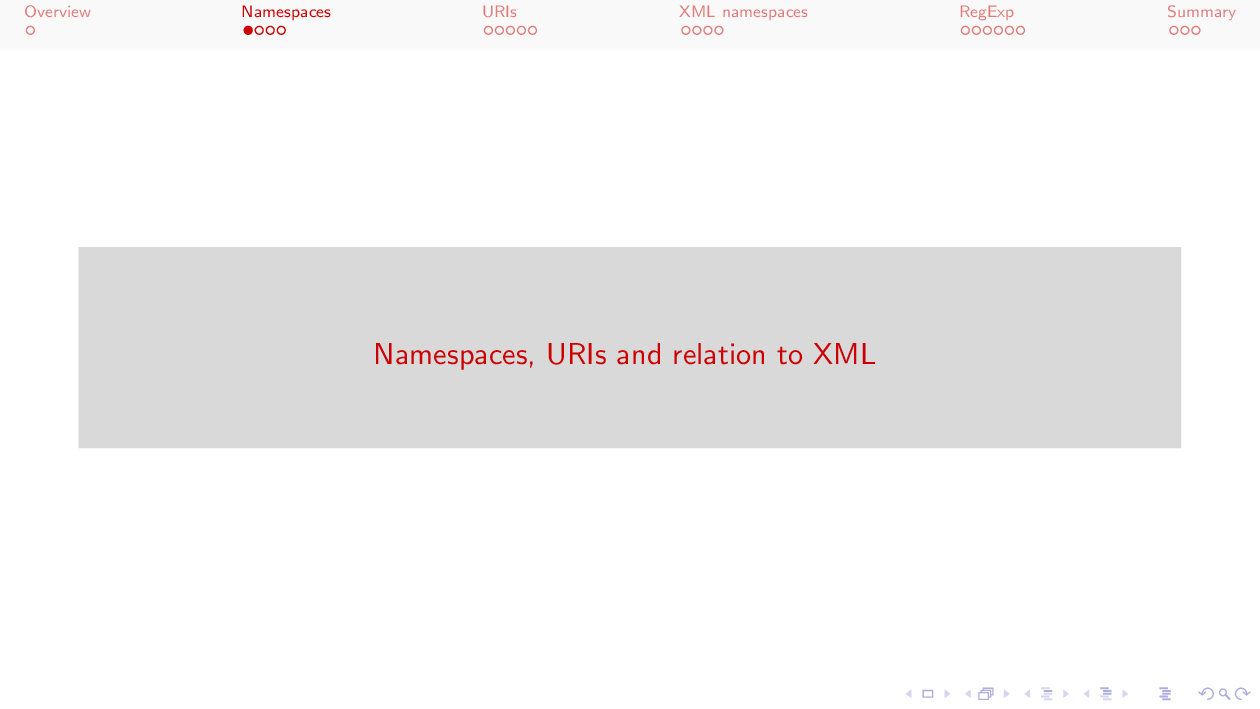 Overview Namespaces URIs XML namespaces RegExp Summary
Namespaces, URIs and relation to XML